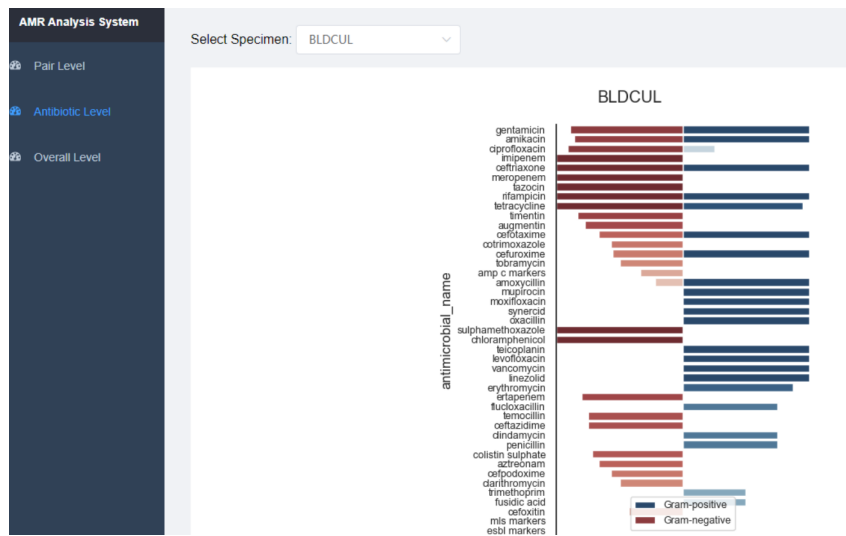 AMR Analysis System
Pair Level
Antibiotic Level
Overall Level
Select Specimen: BLDCUL
BLDCUL
antimicrobial_name
gentamicin
amikacin
ciprofloxacin
imipenem
ceftriaxone
meropenem
tazocin
rifampicin
tetracycline
timentin
augmentin
cefotaxime
cotrimoxazole
cefuroxime
tobramycin
amp c markers
amoxycillin
mupirocin
moxifloxacin
synercid
oxacillin
sulphamethoxazole
chloramphenicol
teicoplanin
levofloxacin
vancomycin
linezolid
erythromycin
ertapenem
flucloxacillin
temocillin
ceftazidime
clindamycin
penicillin
colistin sulphate
aztreonam
cefpodoxime
clarithromycin
trimethoprim
fusidic acid
cefoxitin
mls markers
esbl markers
Gram-positive
Gram-negative